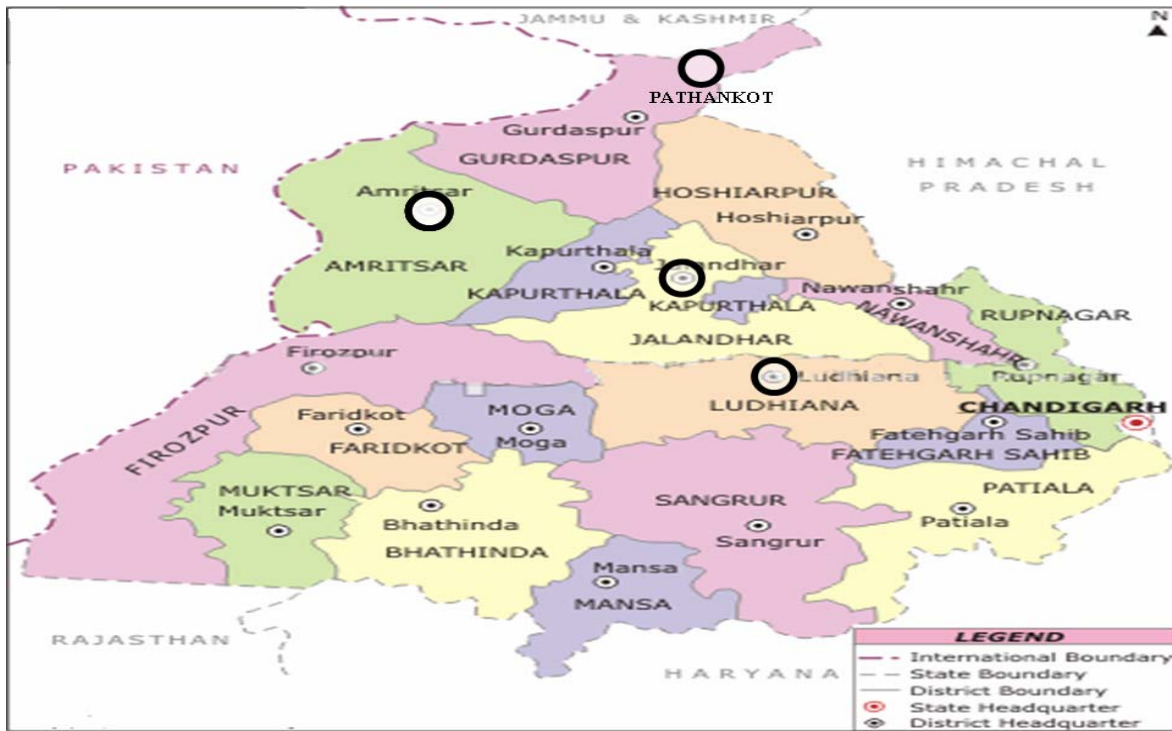 JAMMU & KASHMIR
N
PATHANKOT
Gurdaspur
GURDASPUR
PAKISTAN
HIMACHAL
PRADESH
Amritsar
AMRITSAR
HOSHIARPUR
Hoshiarpur
Kapurthala
KAPURTHALA
Jalandhar
KAPURTHALA
JALANDHAR
Nawanshahr
NAWANSHAHR
RUPNAGAR
Rupnagar
Firozpur
FIROZPUR
Faridkot
FARIDKOT
MOGA
Moga
Ludhiana
LUDHIANA
CHANDIGARH
Fatehgarh Sahib
FATEHGARH SAHIB
MUKTSAR
Muktsar
Bhathinda
BHATHINDA
SANGRUR
Sangrur
PATIALA
Patiala
Mansa
MANSA
RAJASTHAN
HARYANA
LEGEND
International Boundary
State Boundary
District Boundary
State Headquarter
District Headquarter